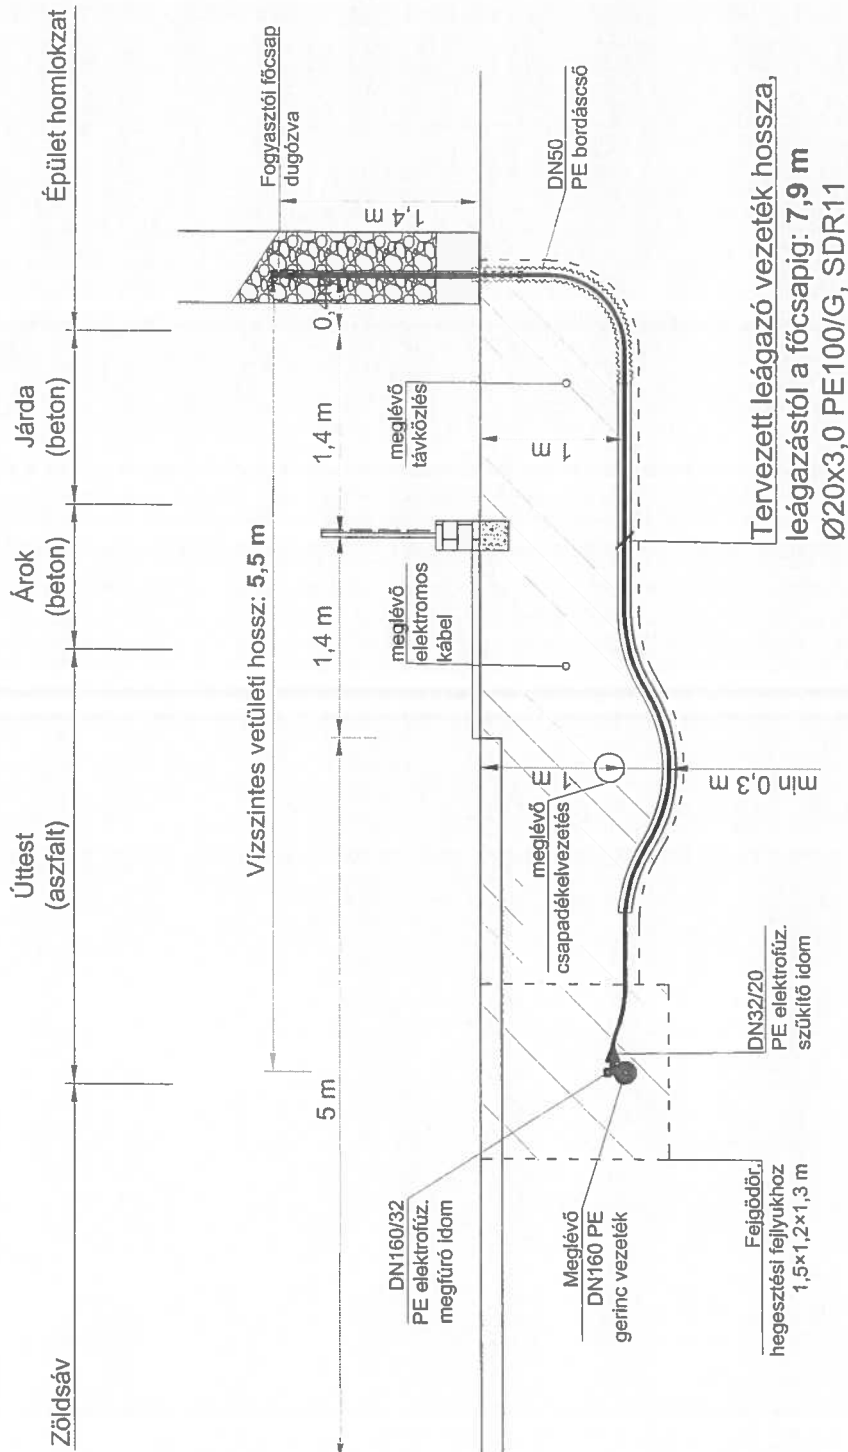 Zöldsáv
Úttest
(aszfalt)
Árok
(beton)
Járda
(beton)
Épület homlokzat
Vízszintes vetületi hossz: 5,5 m
Fogyasztói főcsap
dugózva
5 m
1,4 m
1,4 m
1,4 m
DN160/32
PE elektrofúz.
megfúró idom
meglévő
elektromos
kábel
meglévő
távközlés
meglévő
csapadékelvezetés
1 m
1 m
min 0,3 m
DN50
PE bordáscső
Meglévő
DN160 PE
gerinc vezeték
DN32/20
PE elektrofúz.
szűkítő idom
Fejgödör,
hegesztési fejlyukhoz
1,5×1,2×1,3 m
Tervezett leágazó vezeték hossza,
leágazástól a főcsapig: 7,9 m
Ø20x3,0 PE100/G, SDR11